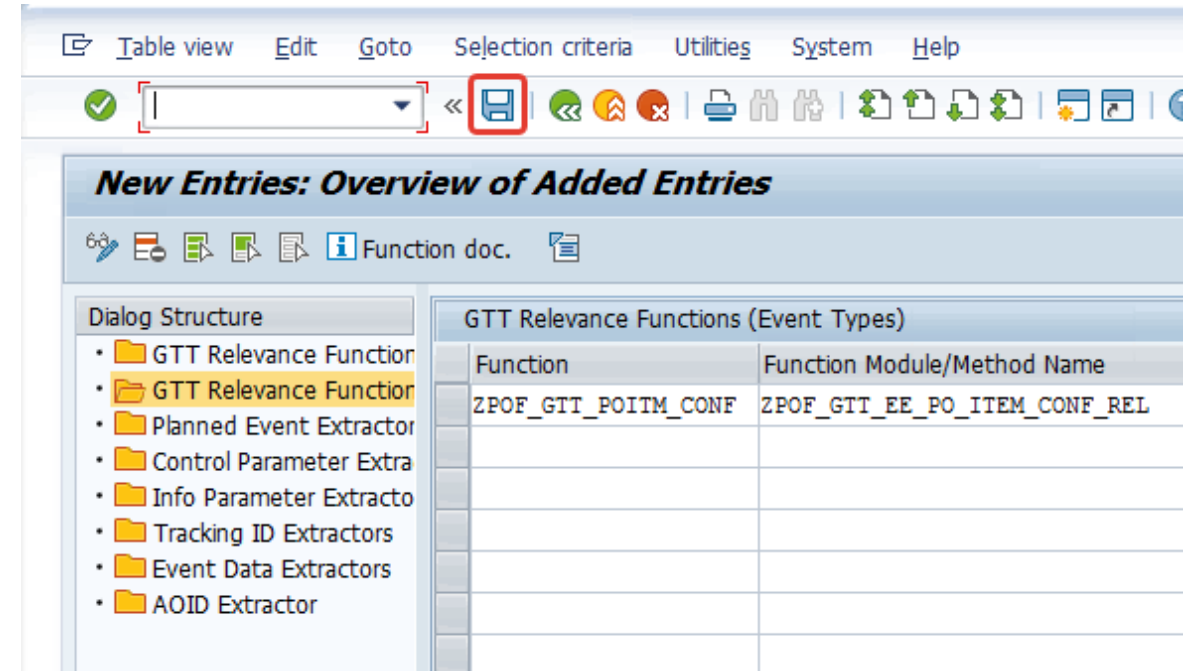 Table view Edit Goto Selection criteria Utilities System Help
New Entries: Overview of Added Entries
Function doc.
Dialog Structure
GTT Relevance Function
GTT Relevance Function
Planned Event Extractor
Control Parameter Extra
Info Parameter Extracto
Tracking ID Extractors
Event Data Extractors
AOID Extractor
GTT Relevance Functions (Event Types)
Function Function Module/Method Name
ZPOF_GTT_POITM_CONF ZPOF_GTT_EE_PO_ITEM_CONF_REL